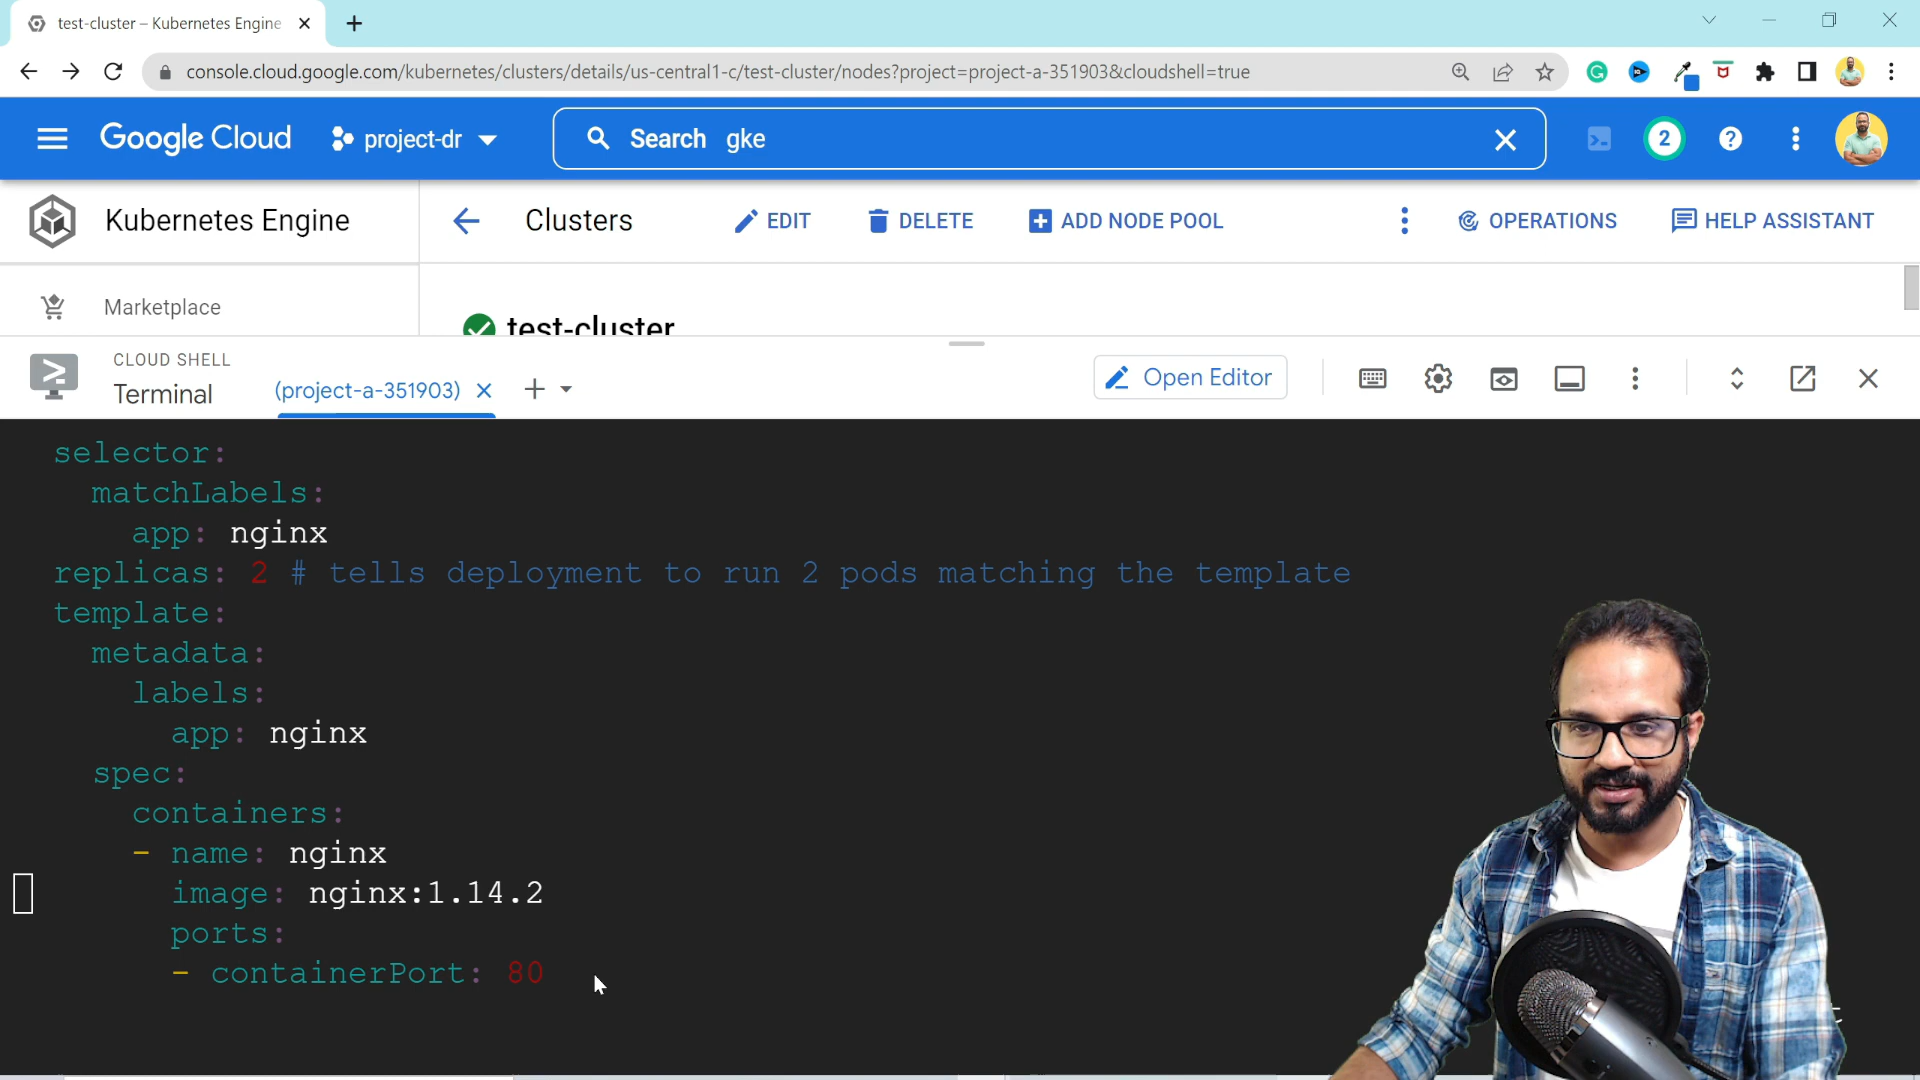 test-cluster – Kubernetes Engine
console.cloud.google.com/kubernetes/clusters/details/us-central1-c/test-cluster/nodes?project=project-a-351903&cloudshell=true
Google Cloud
project-dr
Search gke
2
Kubernetes Engine
Clusters
EDIT
DELETE
ADD NODE POOL
OPERATIONS
HELP ASSISTANT
Marketplace
test-cluster
CLOUD SHELL
Terminal
(project-a-351903)
Open Editor
selector:
matchLabels:
app: nginx
replicas: 2 # tells deployment to run 2 pods matching the template
template:
metadata:
labels:
app: nginx
spec:
containers:
- name: nginx
image: nginx:1.14.2
ports:
- containerPort: 80